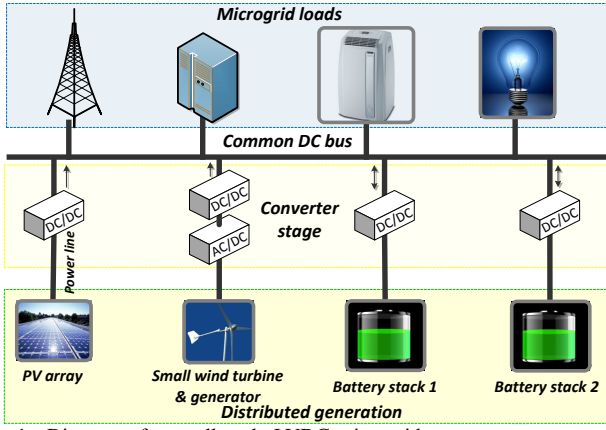 Microgrid loads
Common DC bus
DC/DC
DC/DC
AC/DC
Converter
stage
DC/DC
DC/DC
Power line
PV array
Small wind turbine
& generator
Battery stack 1
Battery stack 2
Distributed generation